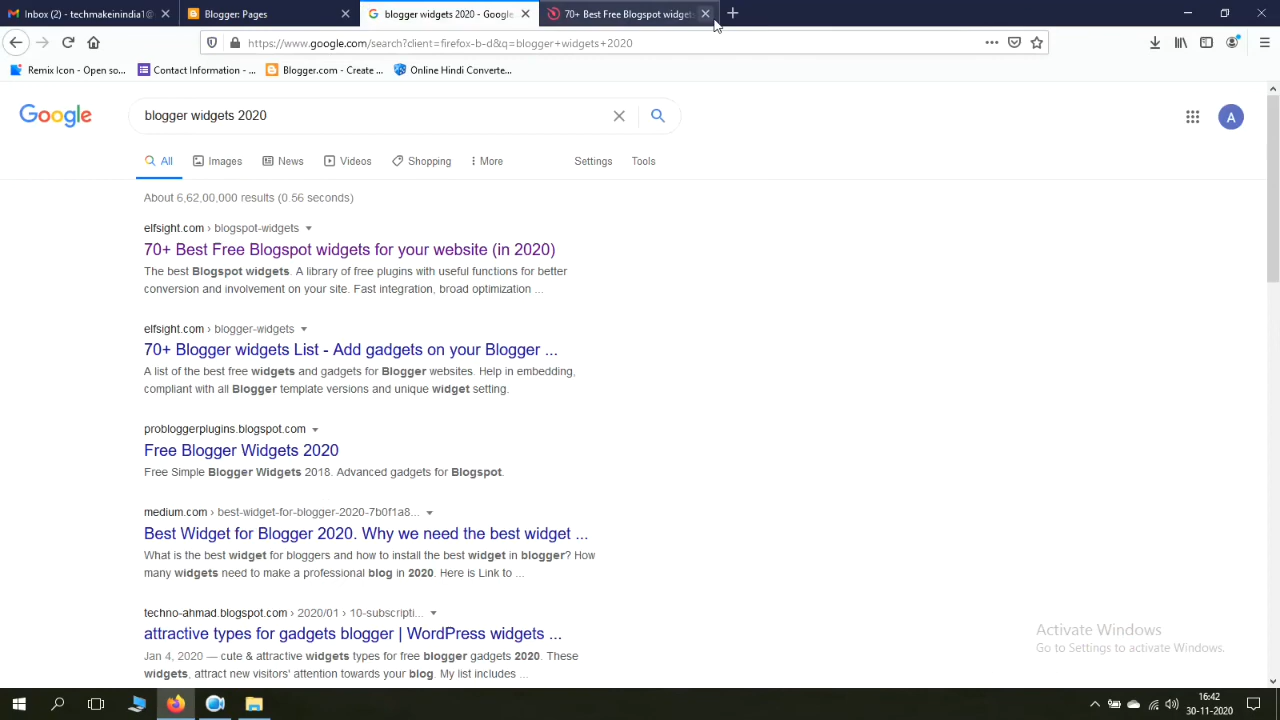 Inbox (2) - techmakeindia1@
Blogger: Pages
blogger widgets 2020 - Google
70+ Best Free Blogspot widgets
https://www.google.com/search?client=firefox-b-d&q=blogger+widgets+2020
Remix Icon - Open so...
Contact Information - ...
Blogger.com - Create ...
Online Hindi Converte...
Google
blogger widgets 2020
A
All
Images
News
Videos
Shopping
More
Settings
Tools
About 6,62,00,000 results (0.56 seconds)
elfsight.com › blogspot-widgets
70+ Best Free Blogspot widgets for your website (in 2020)
The best Blogspot widgets. A library of free plugins with useful functions for better
conversion and involvement on your site. Fast integration, broad optimization ...
elfsight.com › blogger-widgets
70+ Blogger widgets List - Add gadgets on your Blogger ...
A list of the best free widgets and gadgets for Blogger websites. Help in embedding,
compliant with all Blogger template versions and unique widget setting.
probloggerplugins.blogspot.com
Free Blogger Widgets 2020
Free Simple Blogger Widgets 2018. Advanced gadgets for Blogspot.
medium.com › best-widget-for-blogger-2020-7b0f1a8...
Best Widget for Blogger 2020. Why we need the best widget ...
What is the best widget for bloggers and how to install the best widget in blogger? How
many widgets need to make a professional blog in 2020. Here is Link to ...
techno-ahmad.blogspot.com › 2020/01 › 10-subscripti...
attractive types for gadgets blogger | WordPress widgets ...
Jan 4, 2020 — cute & attractive widgets types for free blogger gadgets 2020. These
widgets, attract new visitors' attention towards your blog. My list includes ...
Activate Windows
Go to Settings to activate Windows.
16:42
30-11-2020